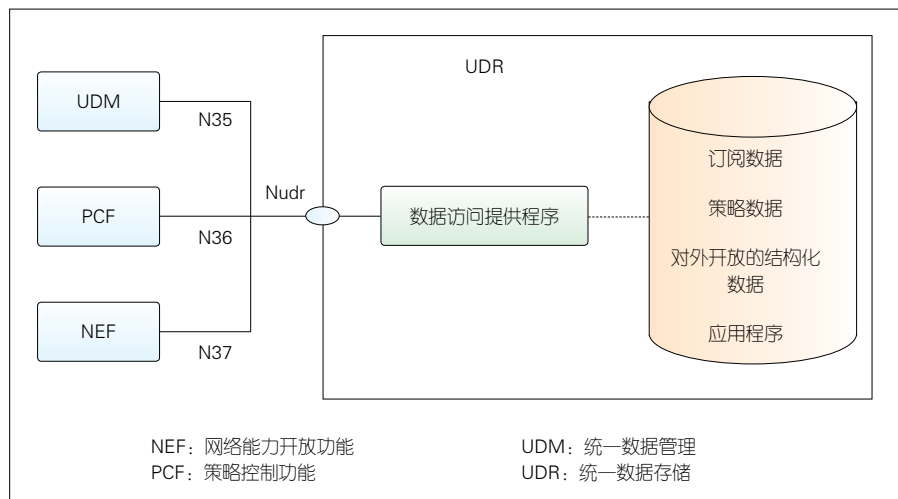 UDR
UDM
N35
PCF
N36
NEF
N37
Nudr
数据访问提供程序
订阅数据
策略数据
对外开放的结构化
数据
应用程序
NEF：网络能力开放功能
PCF：策略控制功能
UDM：统一数据管理
UDR：统一数据存储